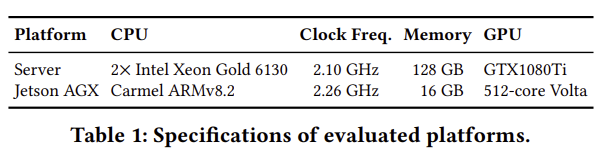 Platform CPU Clock Freq. Memory GPU
Server 2× Intel Xeon Gold 6130 2.10 GHz 128 GB GTX1080Ti
Jetson AGX Carmel ARMv8.2 2.26 GHz 16 GB 512-core Volta
Table 1: Specifications of evaluated platforms.